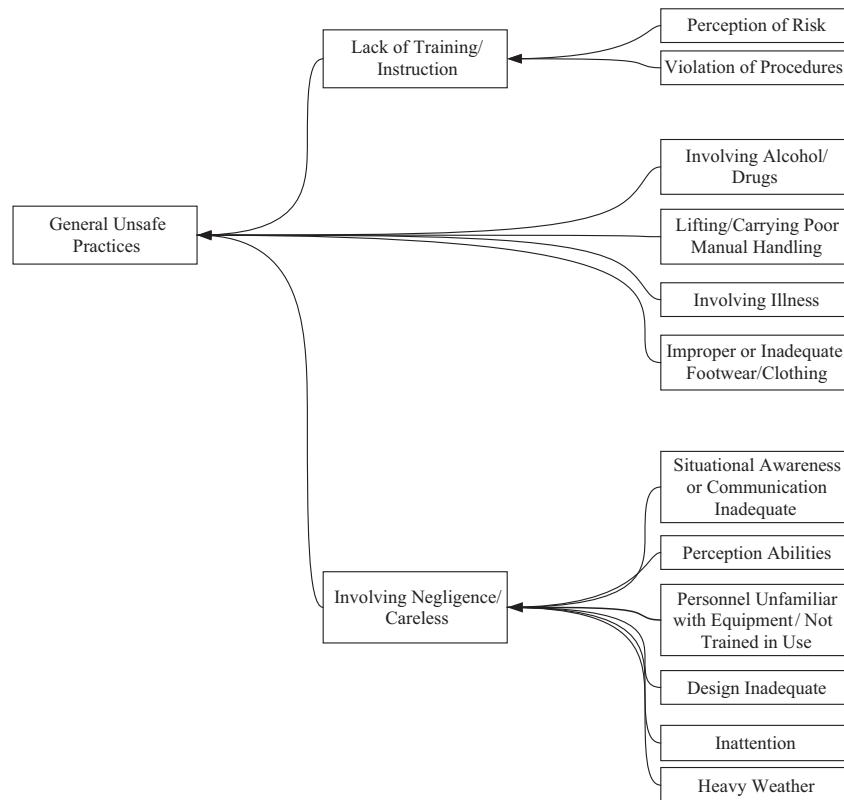 Perception of Risk
Lack of Training/
Instruction
Violation of Procedures
Involving Alcohol/
Drugs
General Unsafe
Practices
Lifting/Carrying Poor
Manual Handling
Involving Illness
Improper or Inadequate
Footwear/Clothing
Situational Awareness
or Communication
Inadequate
Perception Abilities
Involving Negligence/
Careless
Personnel Unfamiliar
with Equipment/ Not
Trained in Use
Design Inadequate
Inattention
Heavy Weather